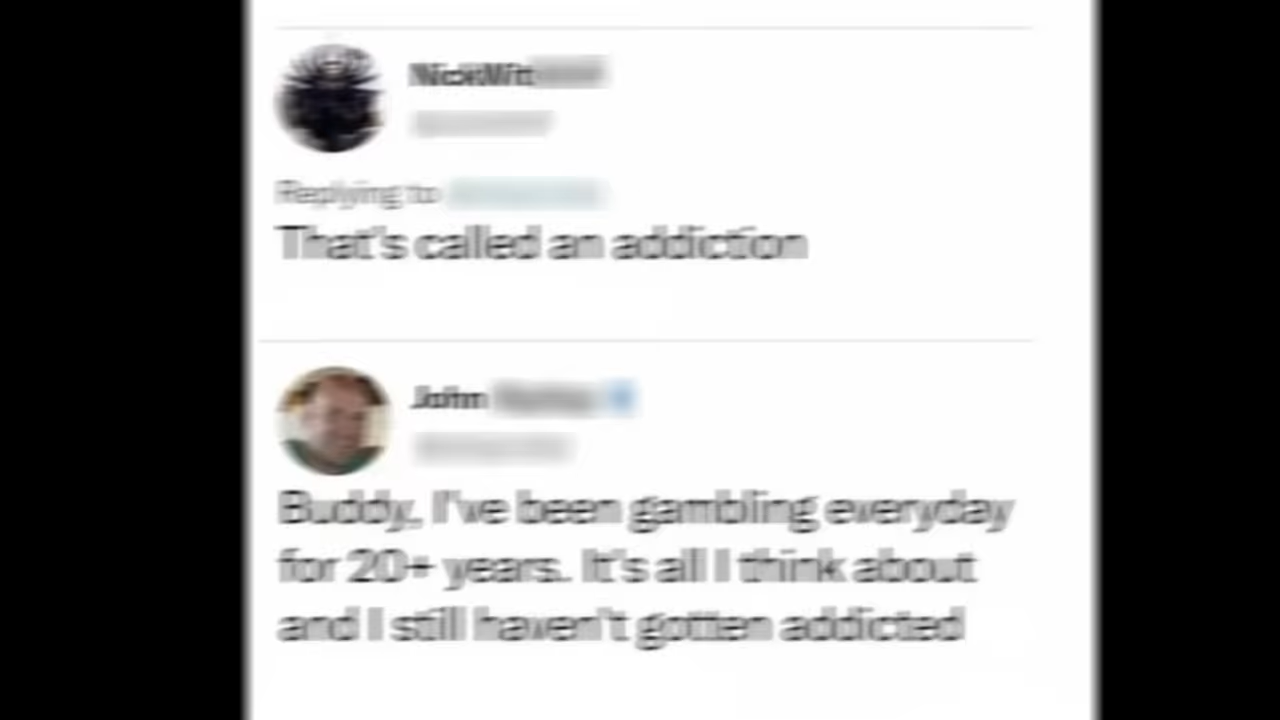 NickWitt
Replying to
That's called an addiction
John
Buddy, I've been gambling everyday
for 20+ years. It's all I think about
and I still haven't gotten addicted